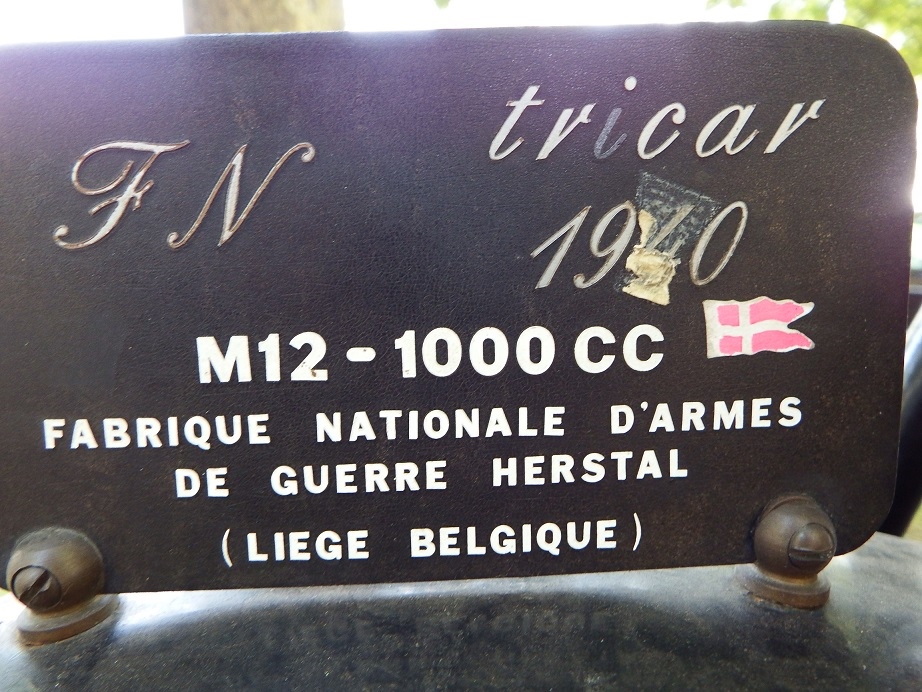 FN tricar
1940
M12 - 1000 CC
FABRIQUE NATIONALE D'ARMES
DE GUERRE HERSTAL
(LIEGE BELGIQUE)